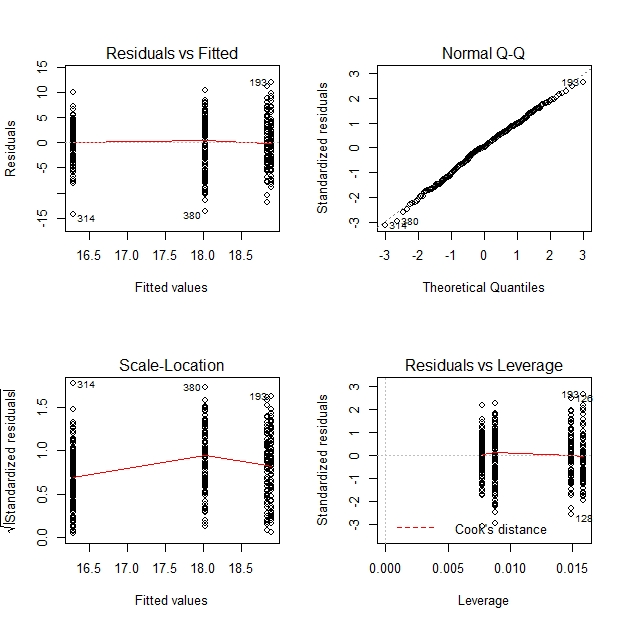 Residuals vs Fitted
Residuals
15
10
5
0
-5
-15
193
314
380
16.5 17.0 17.5 18.0 18.5
Fitted values
Normal Q-Q
Standardized residuals
3
2
1
0
-1
-2
-3
193
314
380
-3 -2 -1 0 1 2 3
Theoretical Quantiles
Scale-Location
√|Standardized residuals|
1.5
1.0
0.5
0.0
314
380
193
16.5 17.0 17.5 18.0 18.5
Fitted values
Residuals vs Leverage
Standardized residuals
3
2
1
0
-1
-2
-3
193
126
128
Cook's distance
0.000 0.005 0.010 0.015
Leverage